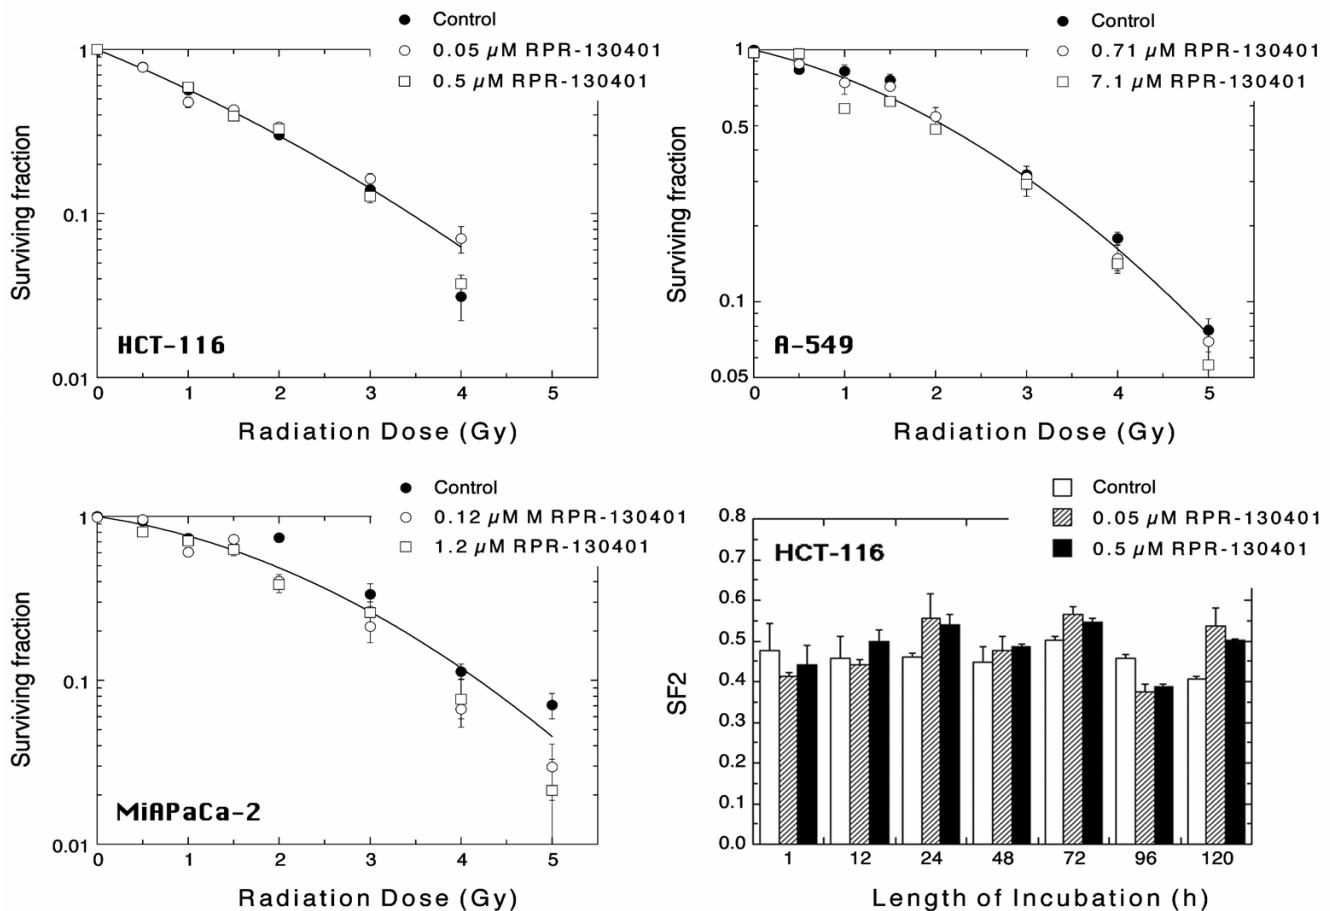 Control
0.05 µM RPR-130401
0.5 µM RPR-130401
1
0.1
0.01
Surviving fraction
HCT-116
0 1 2 3 4 5
Radiation Dose (Gy)
Control
0.71 µM RPR-130401
7.1 µM RPR-130401
1
0.5
0.1
0.05
Surviving fraction
A-549
0 1 2 3 4 5
Radiation Dose (Gy)
Control
0.12 µM M RPR-130401
1.2 µM RPR-130401
1
0.1
0.01
Surviving fraction
MiAPaCa-2
0 1 2 3 4 5
Radiation Dose (Gy)
Control
0.05 µM RPR-130401
0.5 µM RPR-130401
HCT-116
0.8
0.7
0.6
0.5
0.4
0.3
0.2
0.1
0.0
SF2
1 12 24 48 72 96 120
Length of Incubation (h)